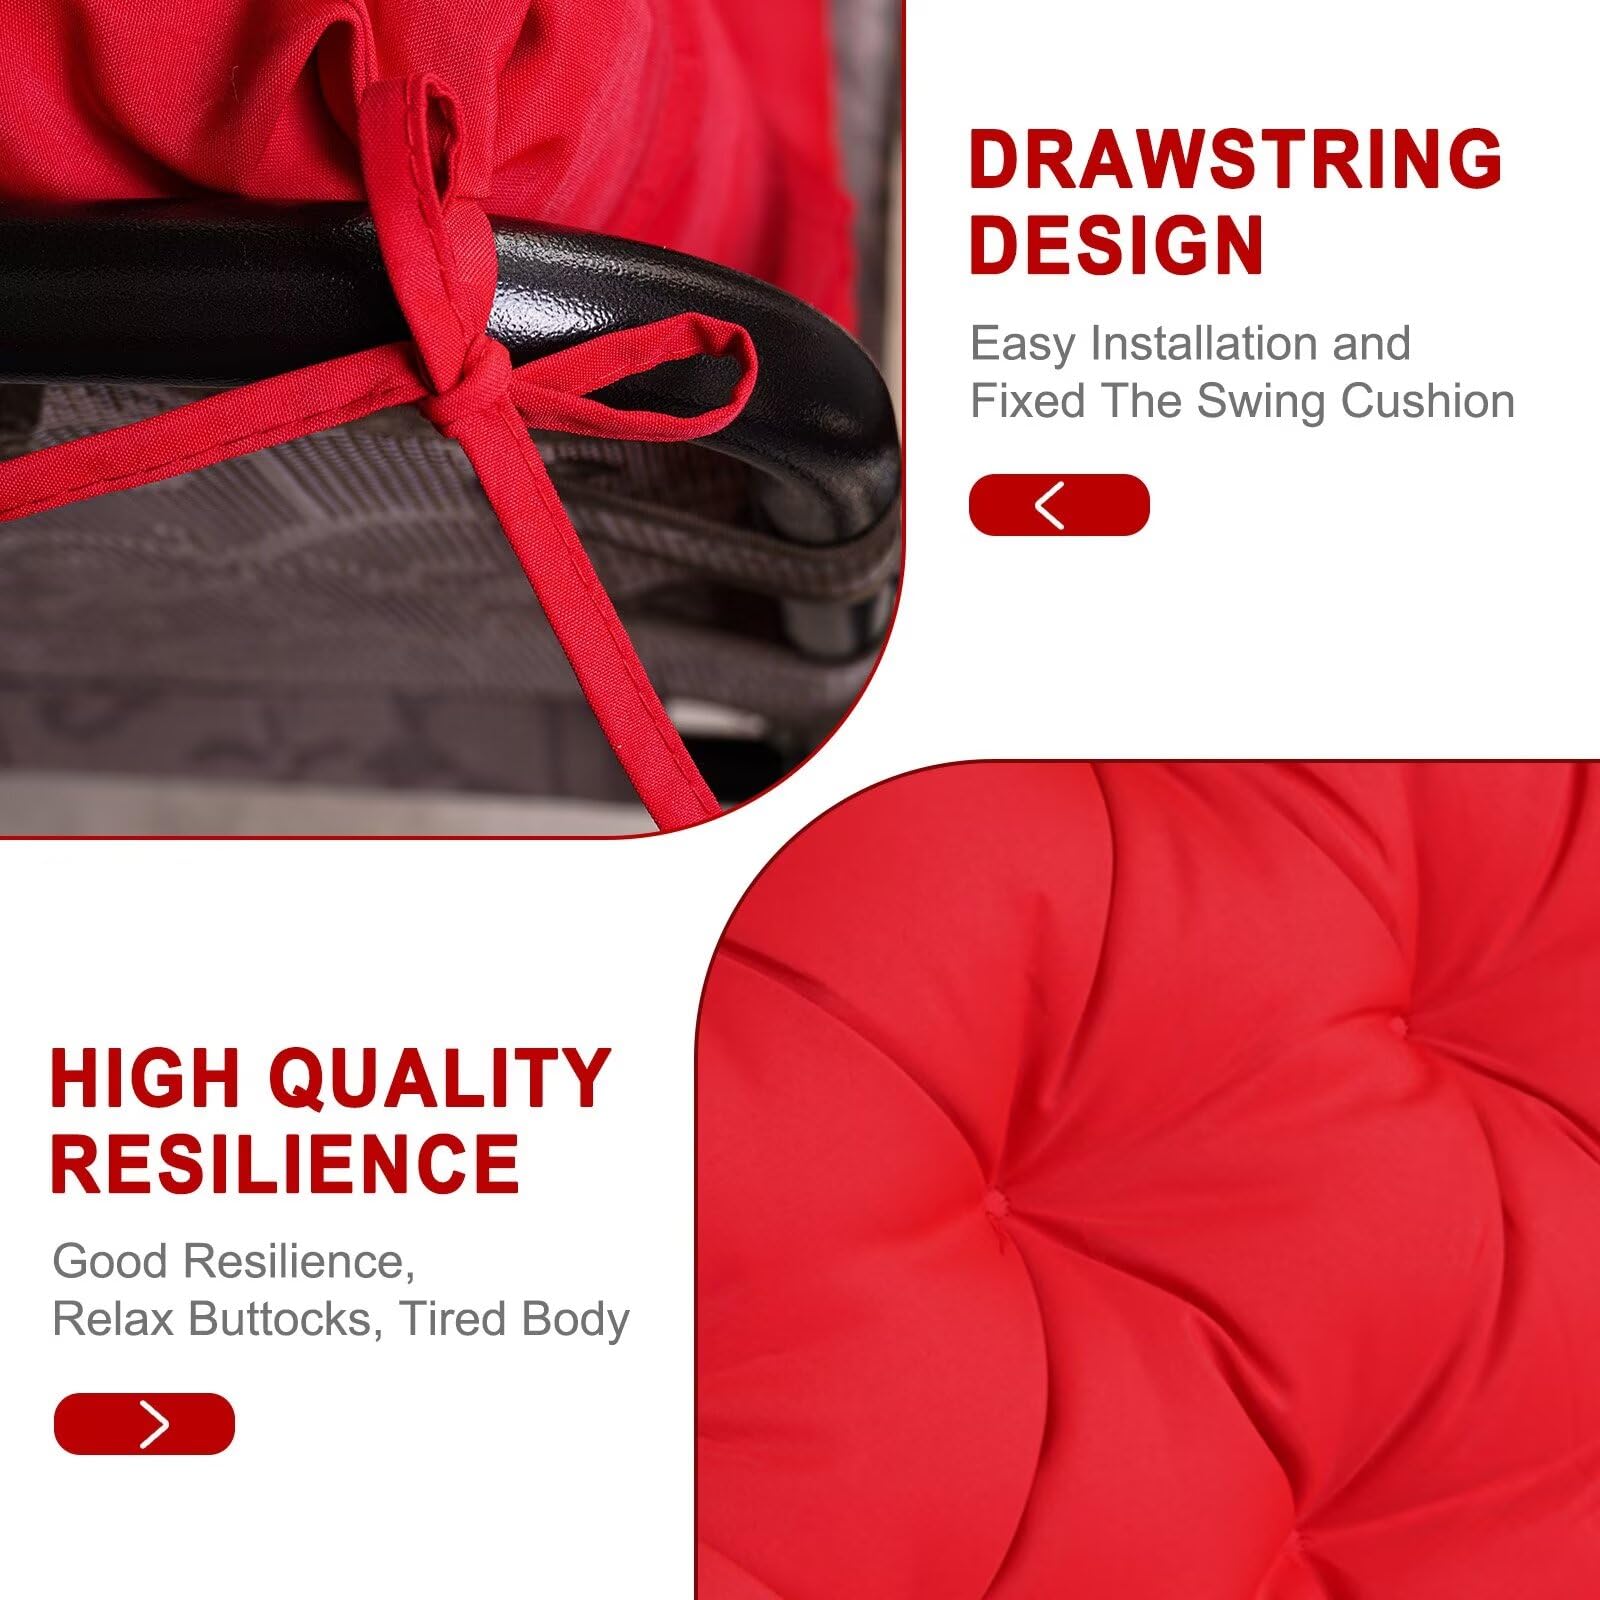 DRAWSTRING
DESIGN
Easy Installation and
Fixed The Swing Cushion
HIGH QUALITY
RESILIENCE
Good Resilience,
Relax Buttocks, Tired Body